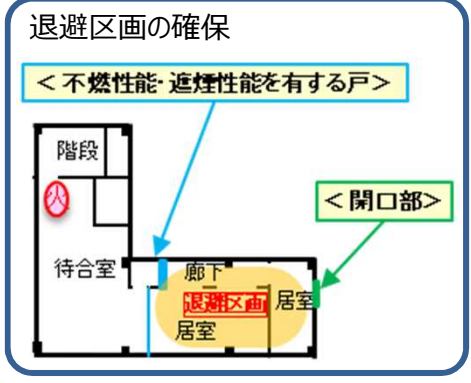 退避区画の確保
＜不燃性能・遮煙性能を有する戸＞
階段
火
＜開口部＞
待合室
廊下
退避区画
居室
居室